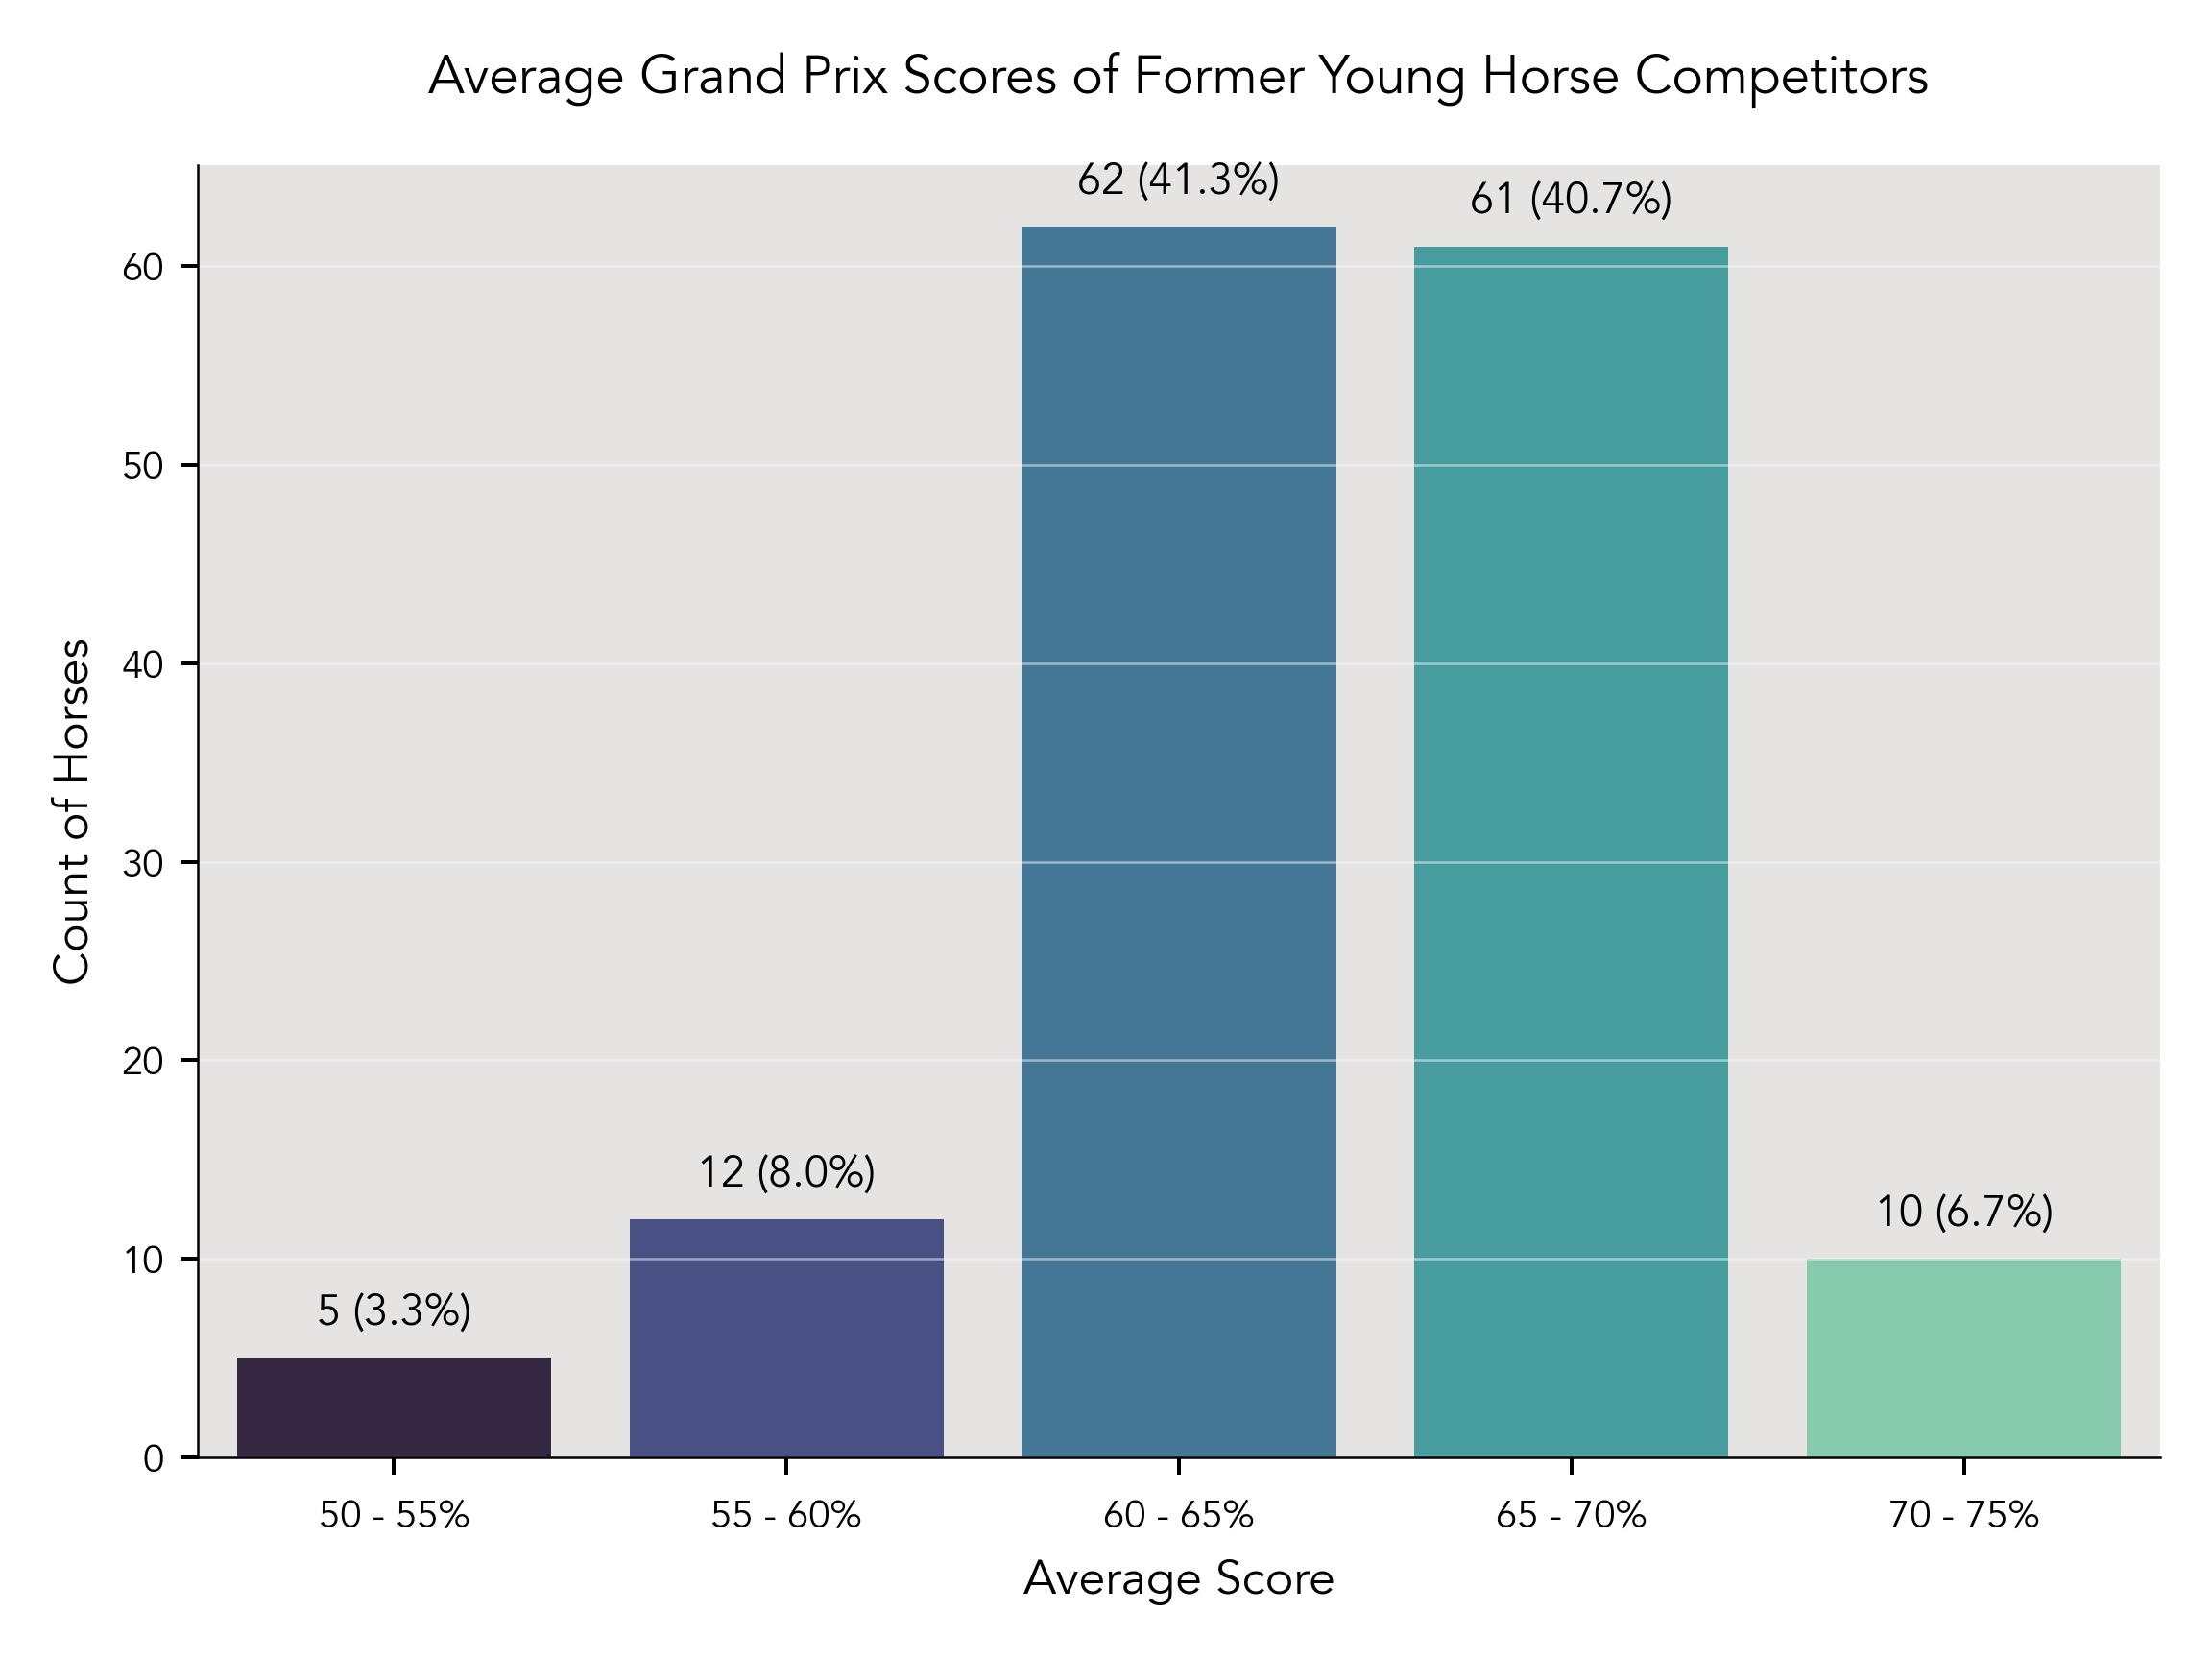 Average Grand Prix Scores of Former Young Horse Competitors
62 (41.3%)
61 (40.7%)
60
50
40
30
20
12 (8.0%)
10 (6.7%)
10
5 (3.3%)
0
Count of Horses
50 - 55%
55 - 60%
60 - 65%
65 - 70%
70 - 75%
Average Score